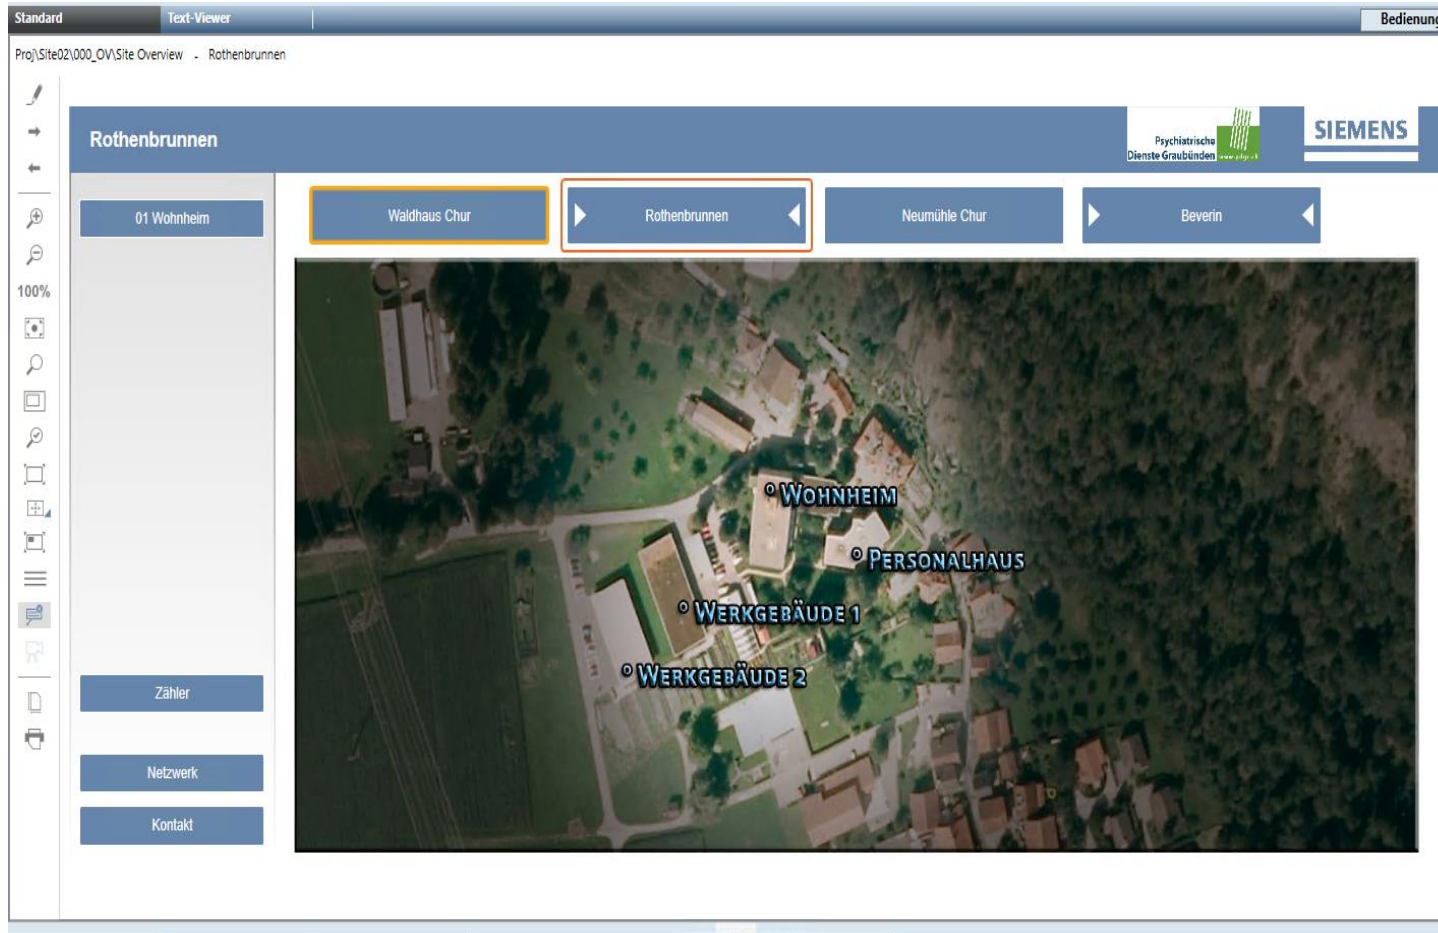 Standard Text-Viewer Bedienung
Proj\Site02\000_OV\Site Overview - Rothenbrunnen
Rothenbrunnen
Psychiatrische
Dienste Graubünden
SIEMENS
01 Wohnheim
Waldhaus Chur
Rothenbrunnen
Neumühle Chur
Beverin
100%
WOHNHEIM
PERSONALHAUS
WERKGEBÄUDE 1
WERKGEBÄUDE 2
Zähler
Netzwerk
Kontakt